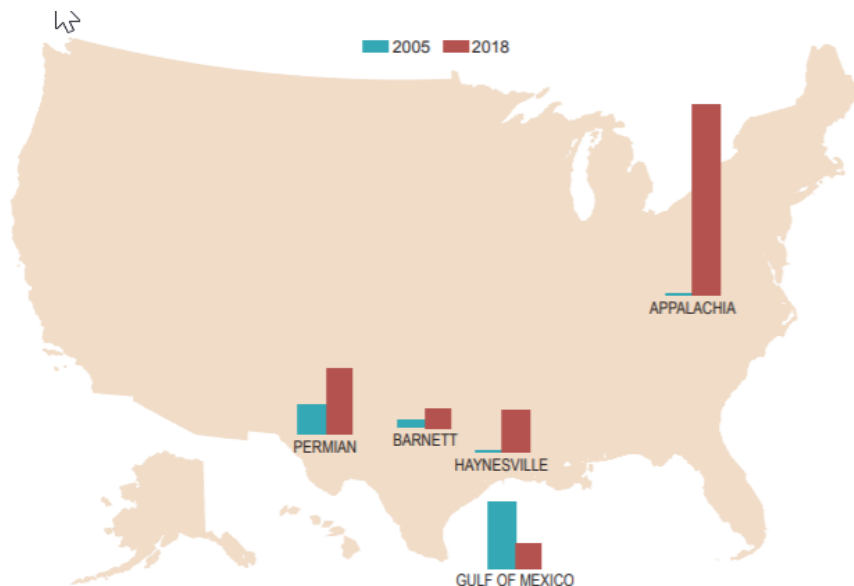 2005 2018
APPALACHIA
PERMIAN
BARNETT
HAYNESVILLE
GULF OF MEXICO